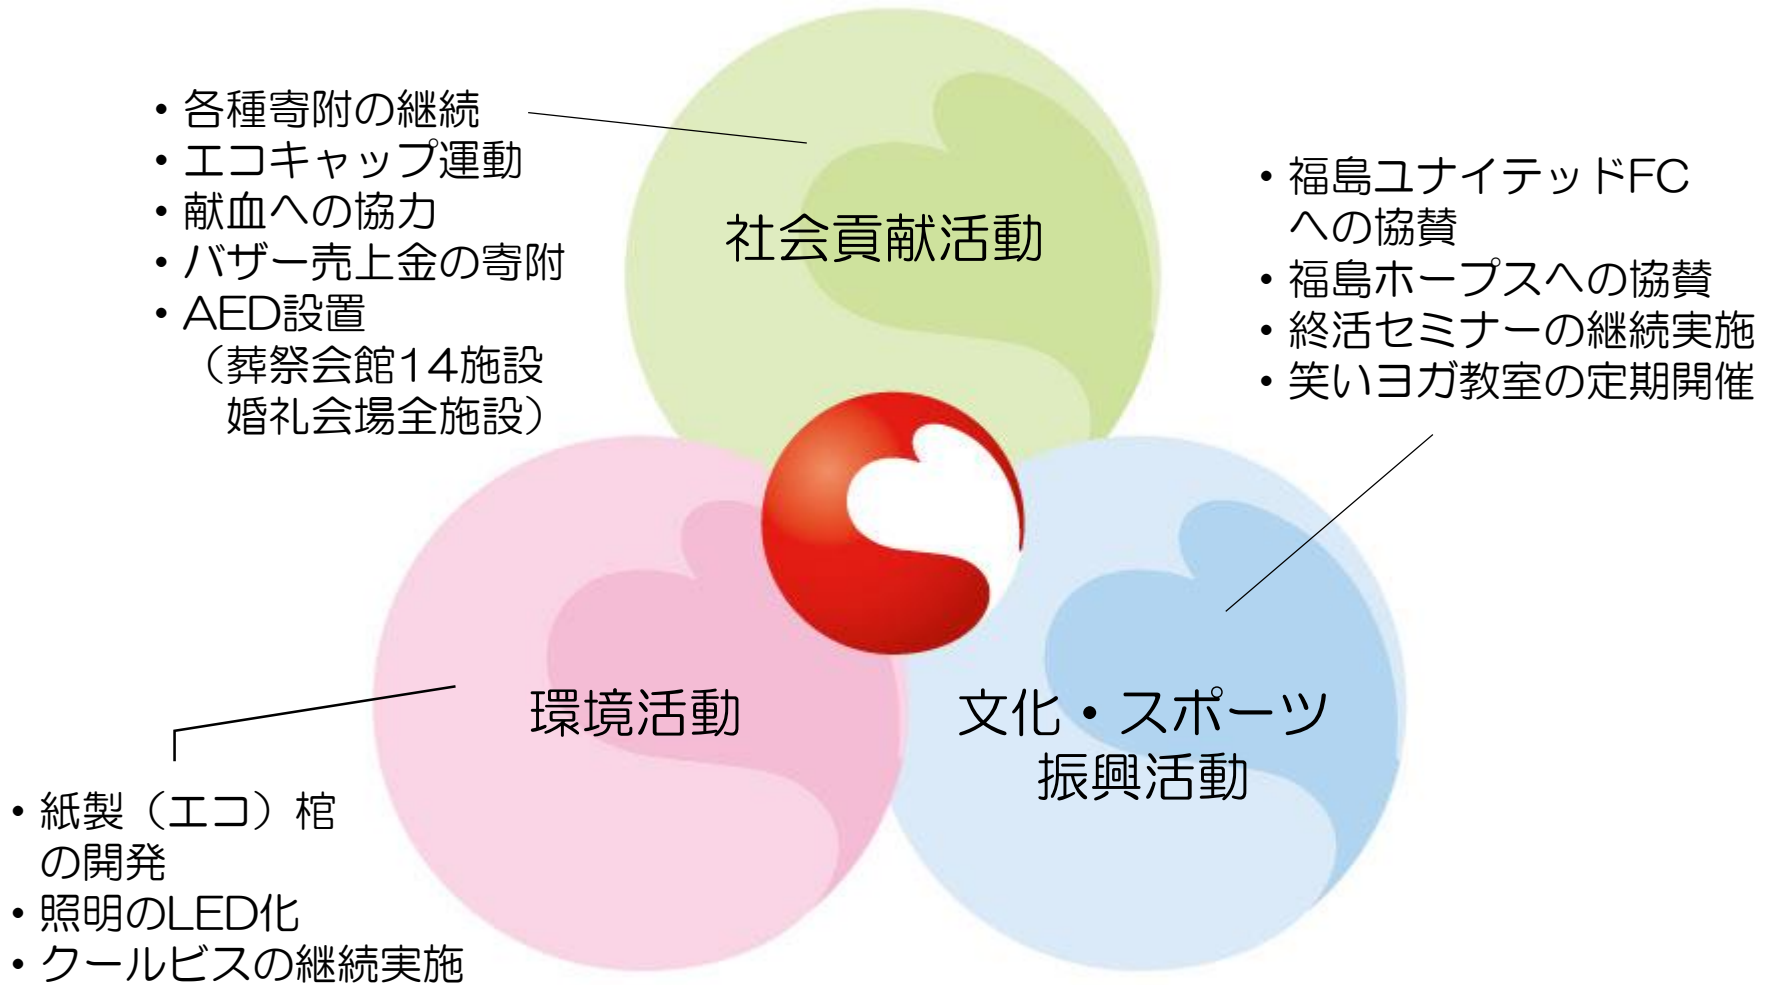 ・各種寄附の継続
・エコキャップ運動
・献血への協力
・バザー売上金の寄附
・AED設置
（葬祭会館14施設
婚礼会場全施設）
社会貢献活動
・福島ユナイテッドFC
への協賛
・福島ホープスへの協賛
・終活セミナーの継続実施
・笑いヨガ教室の定期開催
環境活動
文化・スポーツ
振興活動
・紙製（エコ）棺
の開発
・照明のLED化
・クールビスの継続実施